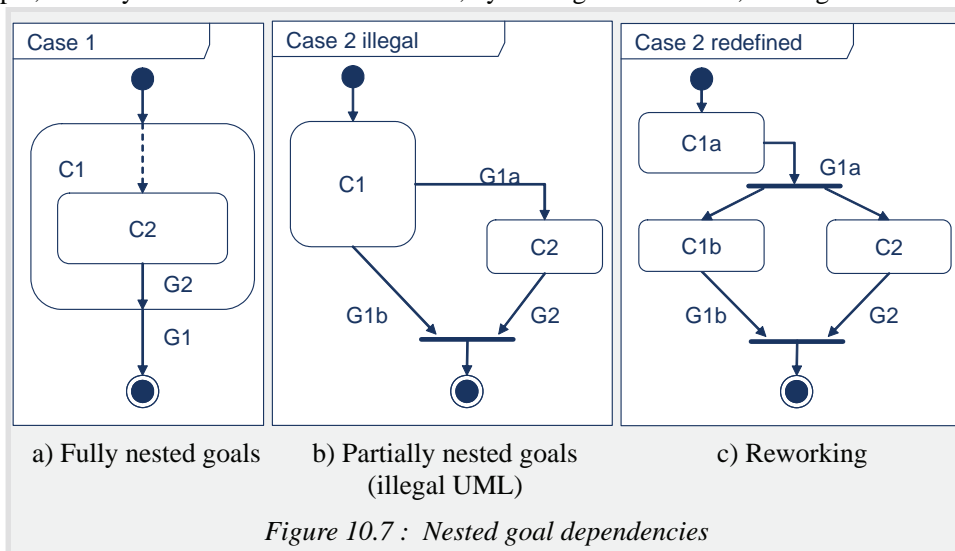 Case 1
C1
C2
G2
G1
Case 2 illegal
C1
G1a
C2
G1b
G2
Case 2 redefined
C1a
G1a
C1b
C2
G1b
G2
a) Fully nested goals
b) Partially nested goals
(illegal UML)
c) Reworking
Figure 10.7 : Nested goal dependencies